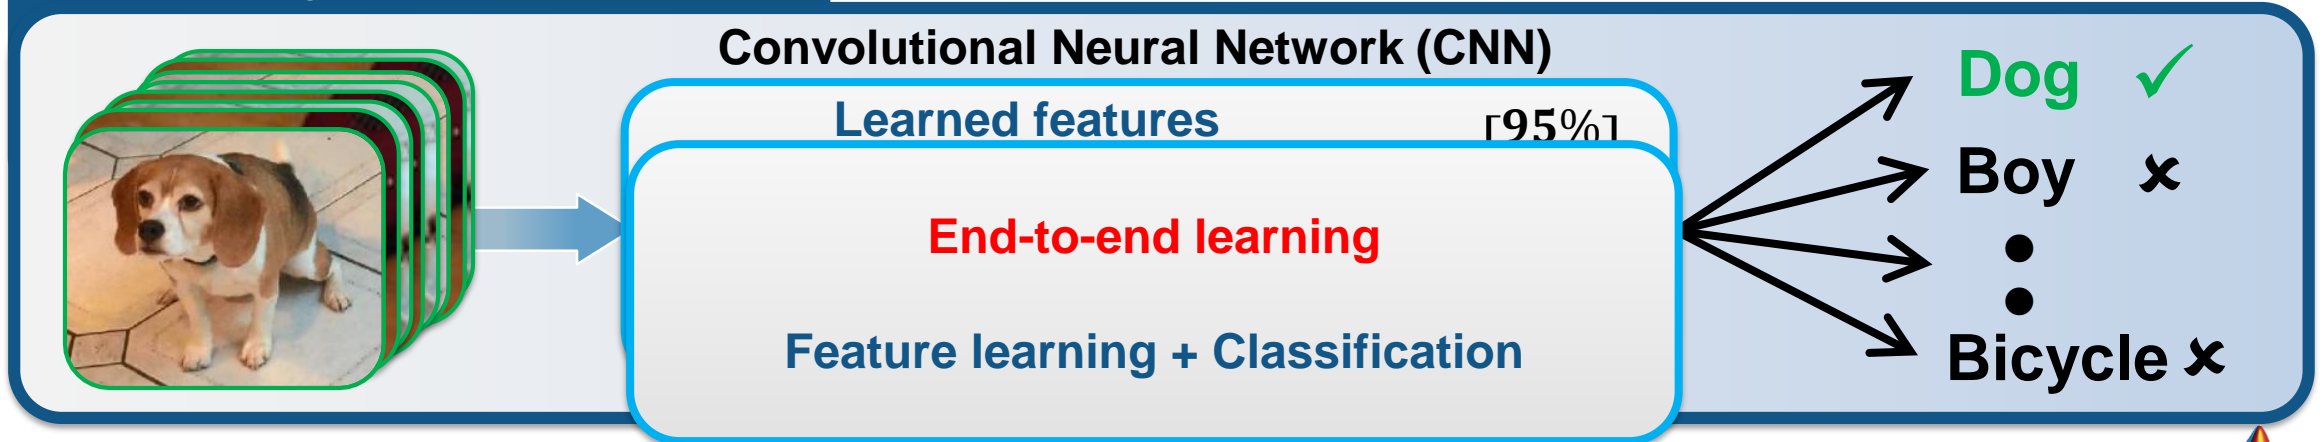 Convolutional Neural Network (CNN)
Learned features
[95%]
End-to-end learning
Feature learning + Classification
Dog ✓
Boy ✘
Bicycle ✘